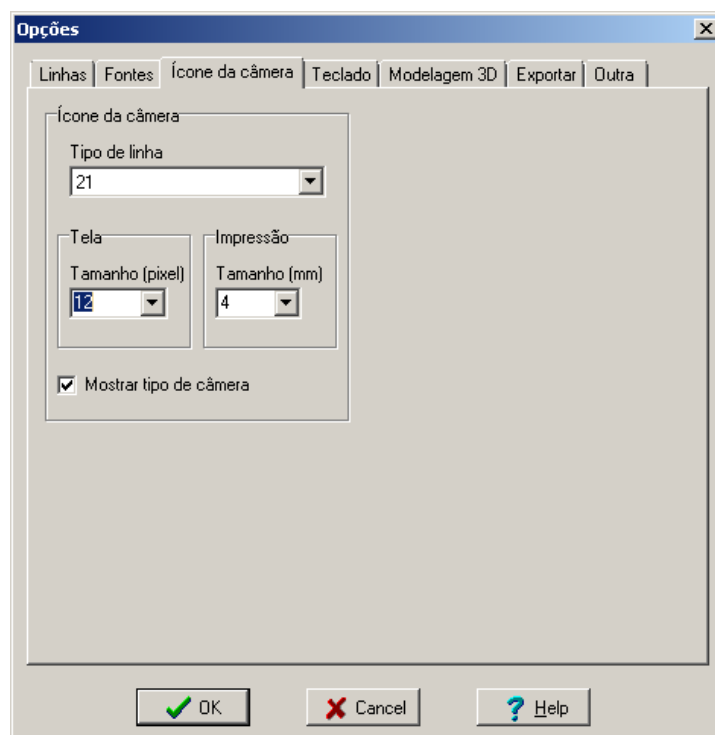 Opções
Linhas Fontes Ícone da câmera Teclado Modelagem 3D Exportar Outra
Ícone da câmera
Tipo de linha
21
Tela Impressão
Tamanho (pixel) Tamanho (mm)
12 4
Mostrar tipo de câmera
OK Cancel Help